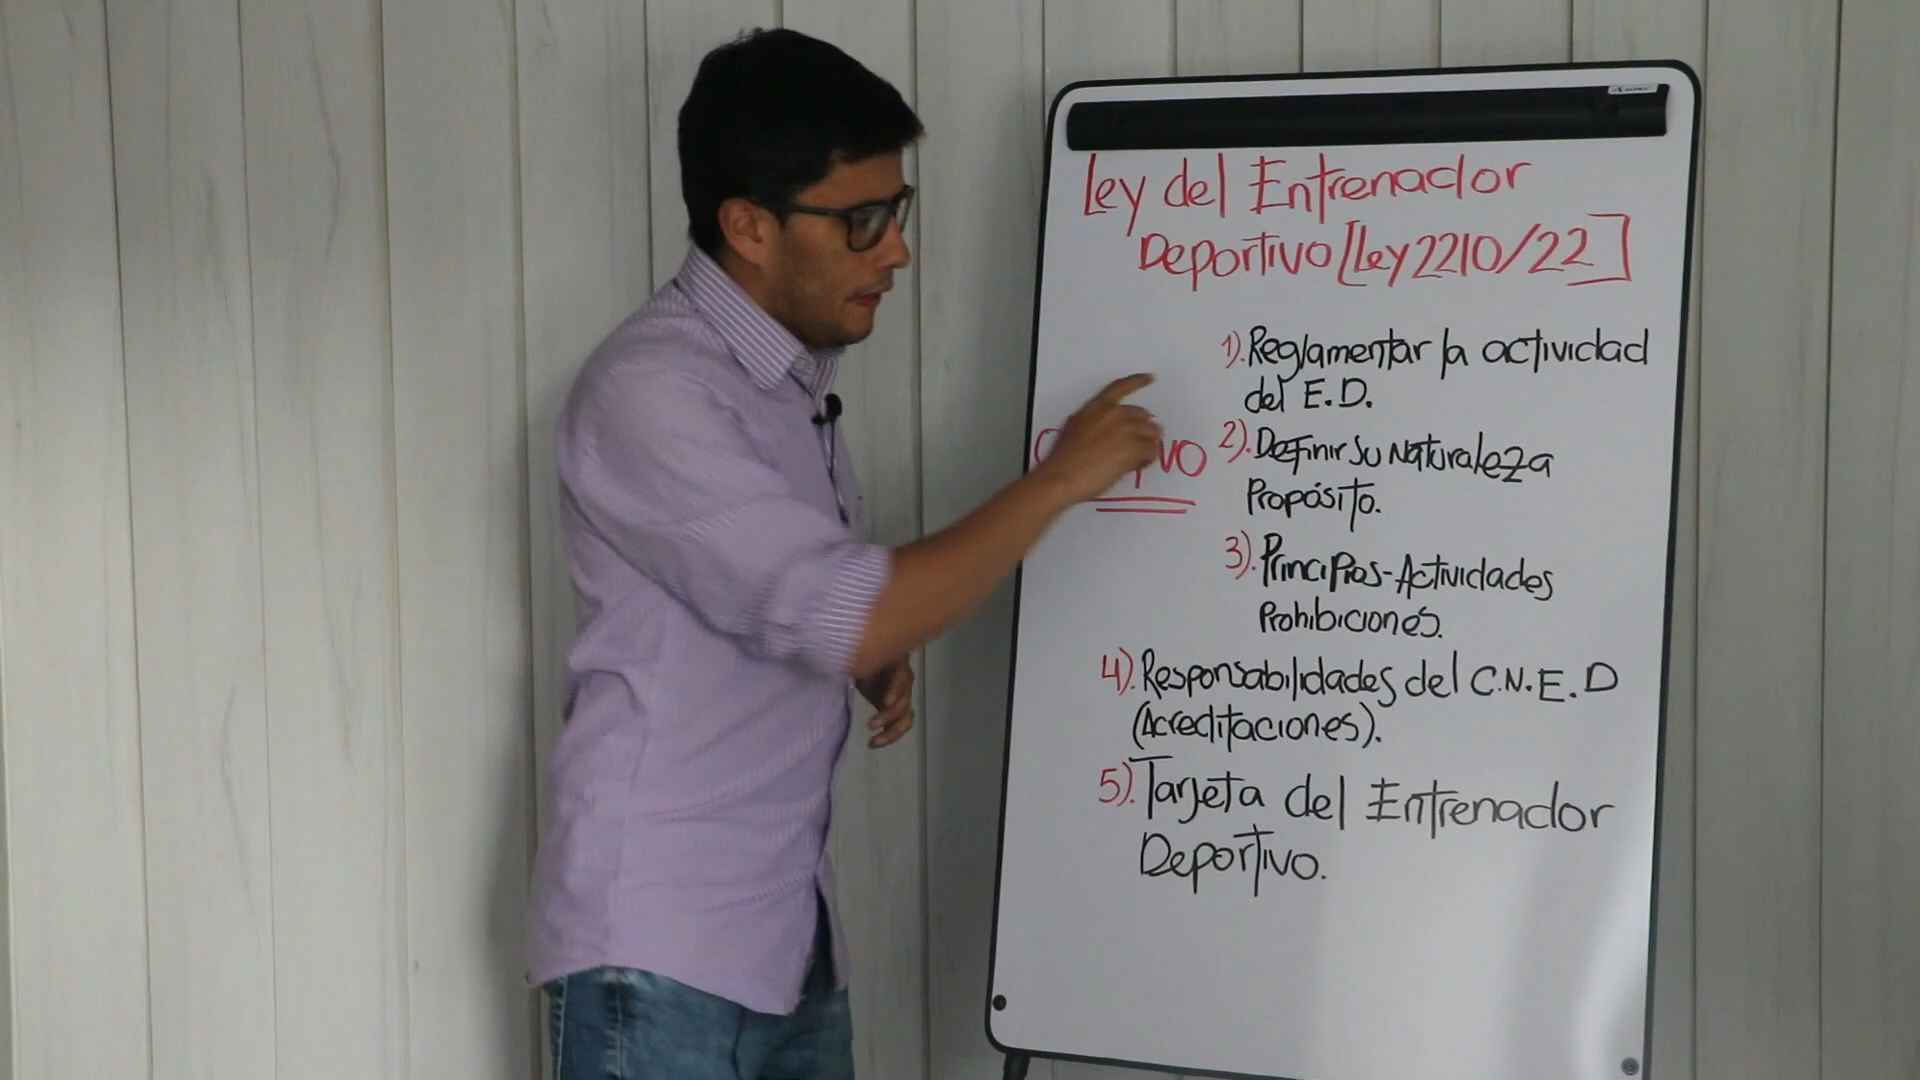 Ley del Entrenador
Deportivo [Ley 2210/22]
1). Reglamentar la actividad
del E.D.
2). Definir su Naturaleza
Propósito.
3). Principios-Actividades
Prohibiciones.
4). Responsabilidades del C.N.E.D
(Acreditaciones).
5). Tarjeta del Entrenador
Deportivo.